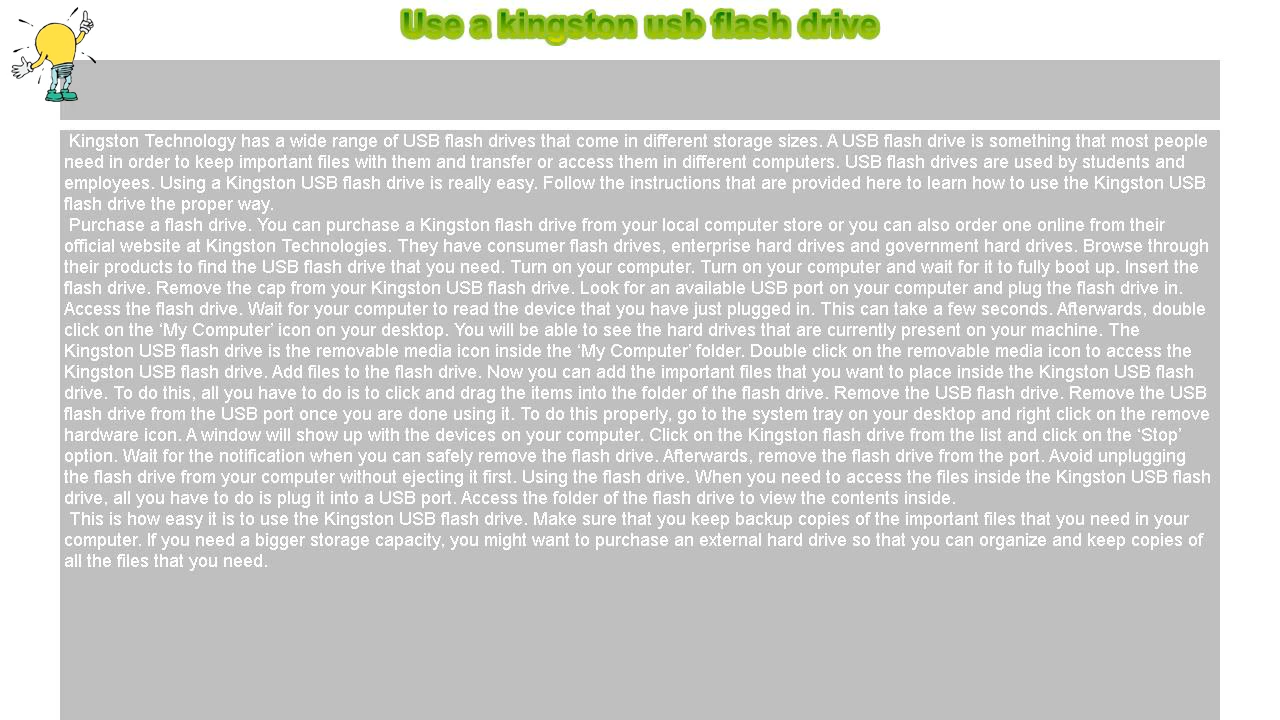 Use a kingston usb flash drive
Kingston Technology has a wide range of USB flash drives that come in different storage sizes. A USB flash drive is something that most people
need in order to keep important files with them and transfer or access them in different computers. USB flash drives are used by students and
employees. Using a Kingston USB flash drive is really easy. Follow the instructions that are provided here to learn how to use the Kingston USB
flash drive the proper way.
Purchase a flash drive. You can purchase a Kingston flash drive from your local computer store or you can also order one online from their
official website at Kingston Technologies. They have consumer flash drives, enterprise hard drives and government hard drives. Browse through
their products to find the USB flash drive that you need. Turn on your computer. Turn on your computer and wait for it to fully boot up. Insert the
flash drive. Remove the cap from your Kingston USB flash drive. Look for an available USB port on your computer and plug the flash drive in.
Access the flash drive. Wait for your computer to read the device that you have just plugged in. This can take a few seconds. Afterwards, double
click on the ‘My Computer’ icon on your desktop. You will be able to see the hard drives that are currently present on your machine. The
Kingston USB flash drive is the removable media icon inside the ‘My Computer’ folder. Double click on the removable media icon to access the
Kingston USB flash drive. Add files to the flash drive. Now you can add the important files that you want to place inside the Kingston USB flash
drive. To do this, all you have to do is to click and drag the items into the folder of the flash drive. Remove the USB flash drive. Remove the USB
flash drive from the USB port once you are done using it. To do this properly, go to the system tray on your desktop and right click on the remove
hardware icon. A window will show up with the devices on your computer. Click on the Kingston flash drive from the list and click on the ‘Stop’
option. Wait for the notification when you can safely remove the flash drive. Afterwards, remove the flash drive from the port. Avoid unplugging
the flash drive from your computer without ejecting it first. Using the flash drive. When you need to access the files inside the Kingston USB flash
drive, all you have to do is plug it into a USB port. Access the folder of the flash drive to view the contents inside.
This is how easy it is to use the Kingston USB flash drive. Make sure that you keep backup copies of the important files that you need in your
computer. If you need a bigger storage capacity, you might want to purchase an external hard drive so that you can organize and keep copies of
all the files that you need.